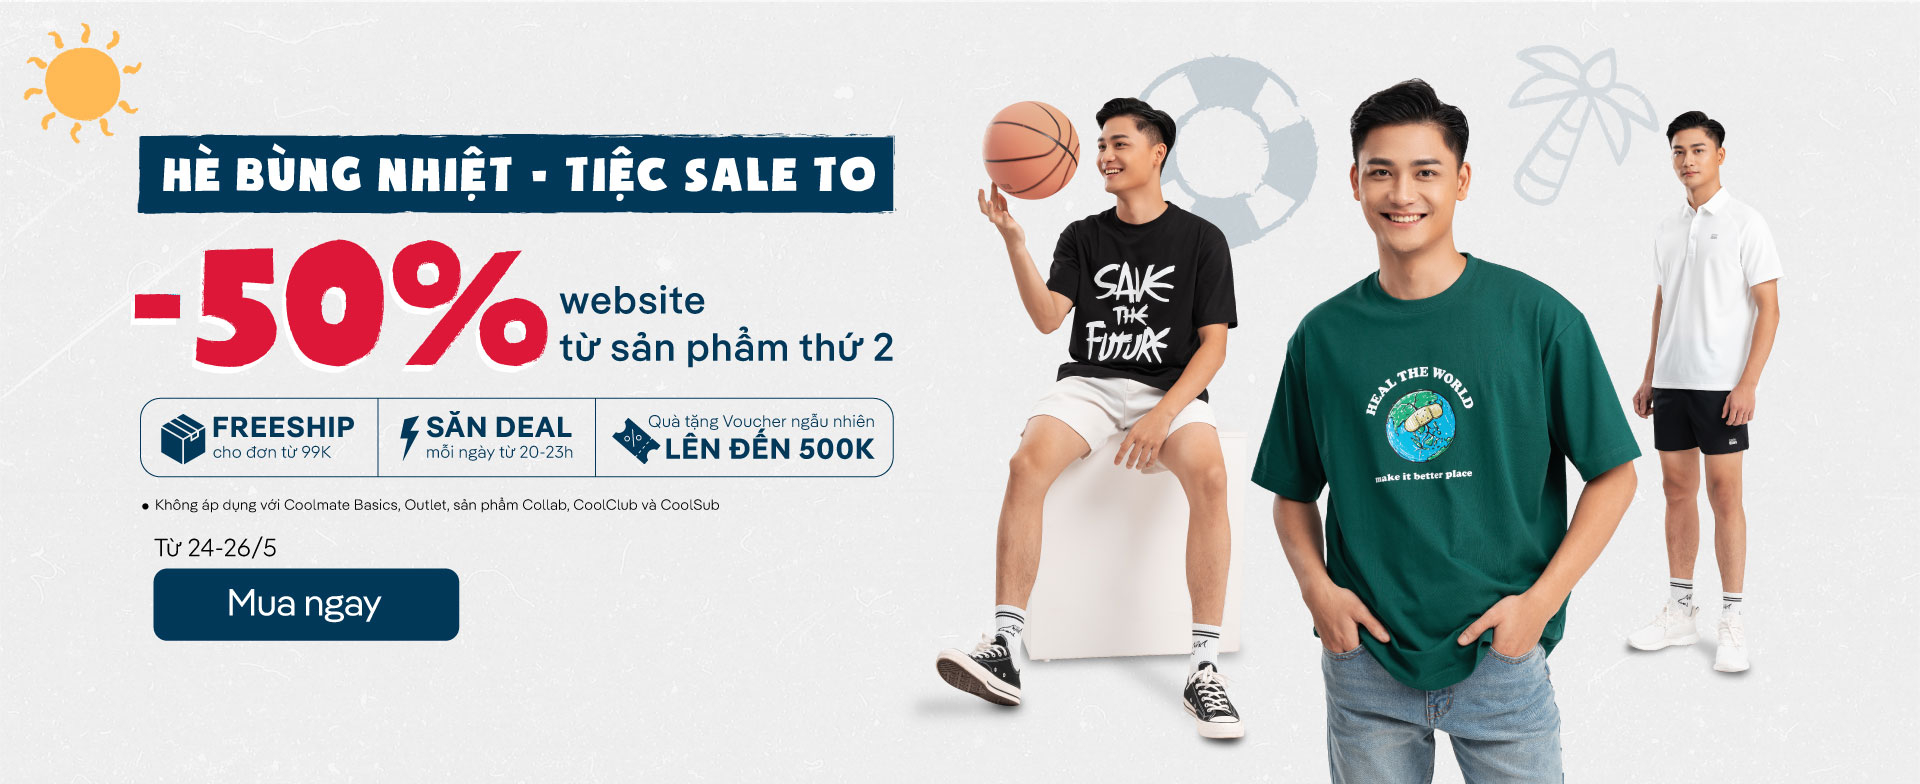 HÈ BÙNG NHIỆT - TIỆC SALE TO
-50%
website
từ sản phẩm thứ 2
FREESHIP
cho đơn từ 99K
SĂN DEAL
mỗi ngày từ 20-23h
Quà tặng Voucher ngẫu nhiên
LÊN ĐẾN 500K
• Không áp dụng với Coolmate Basics, Outlet, sản phẩm Collab, CoolClub và CoolSub
Từ 24-26/5
Mua ngay
SAVE
THE
FUTURE
HEAL THE WORLD
make it better place